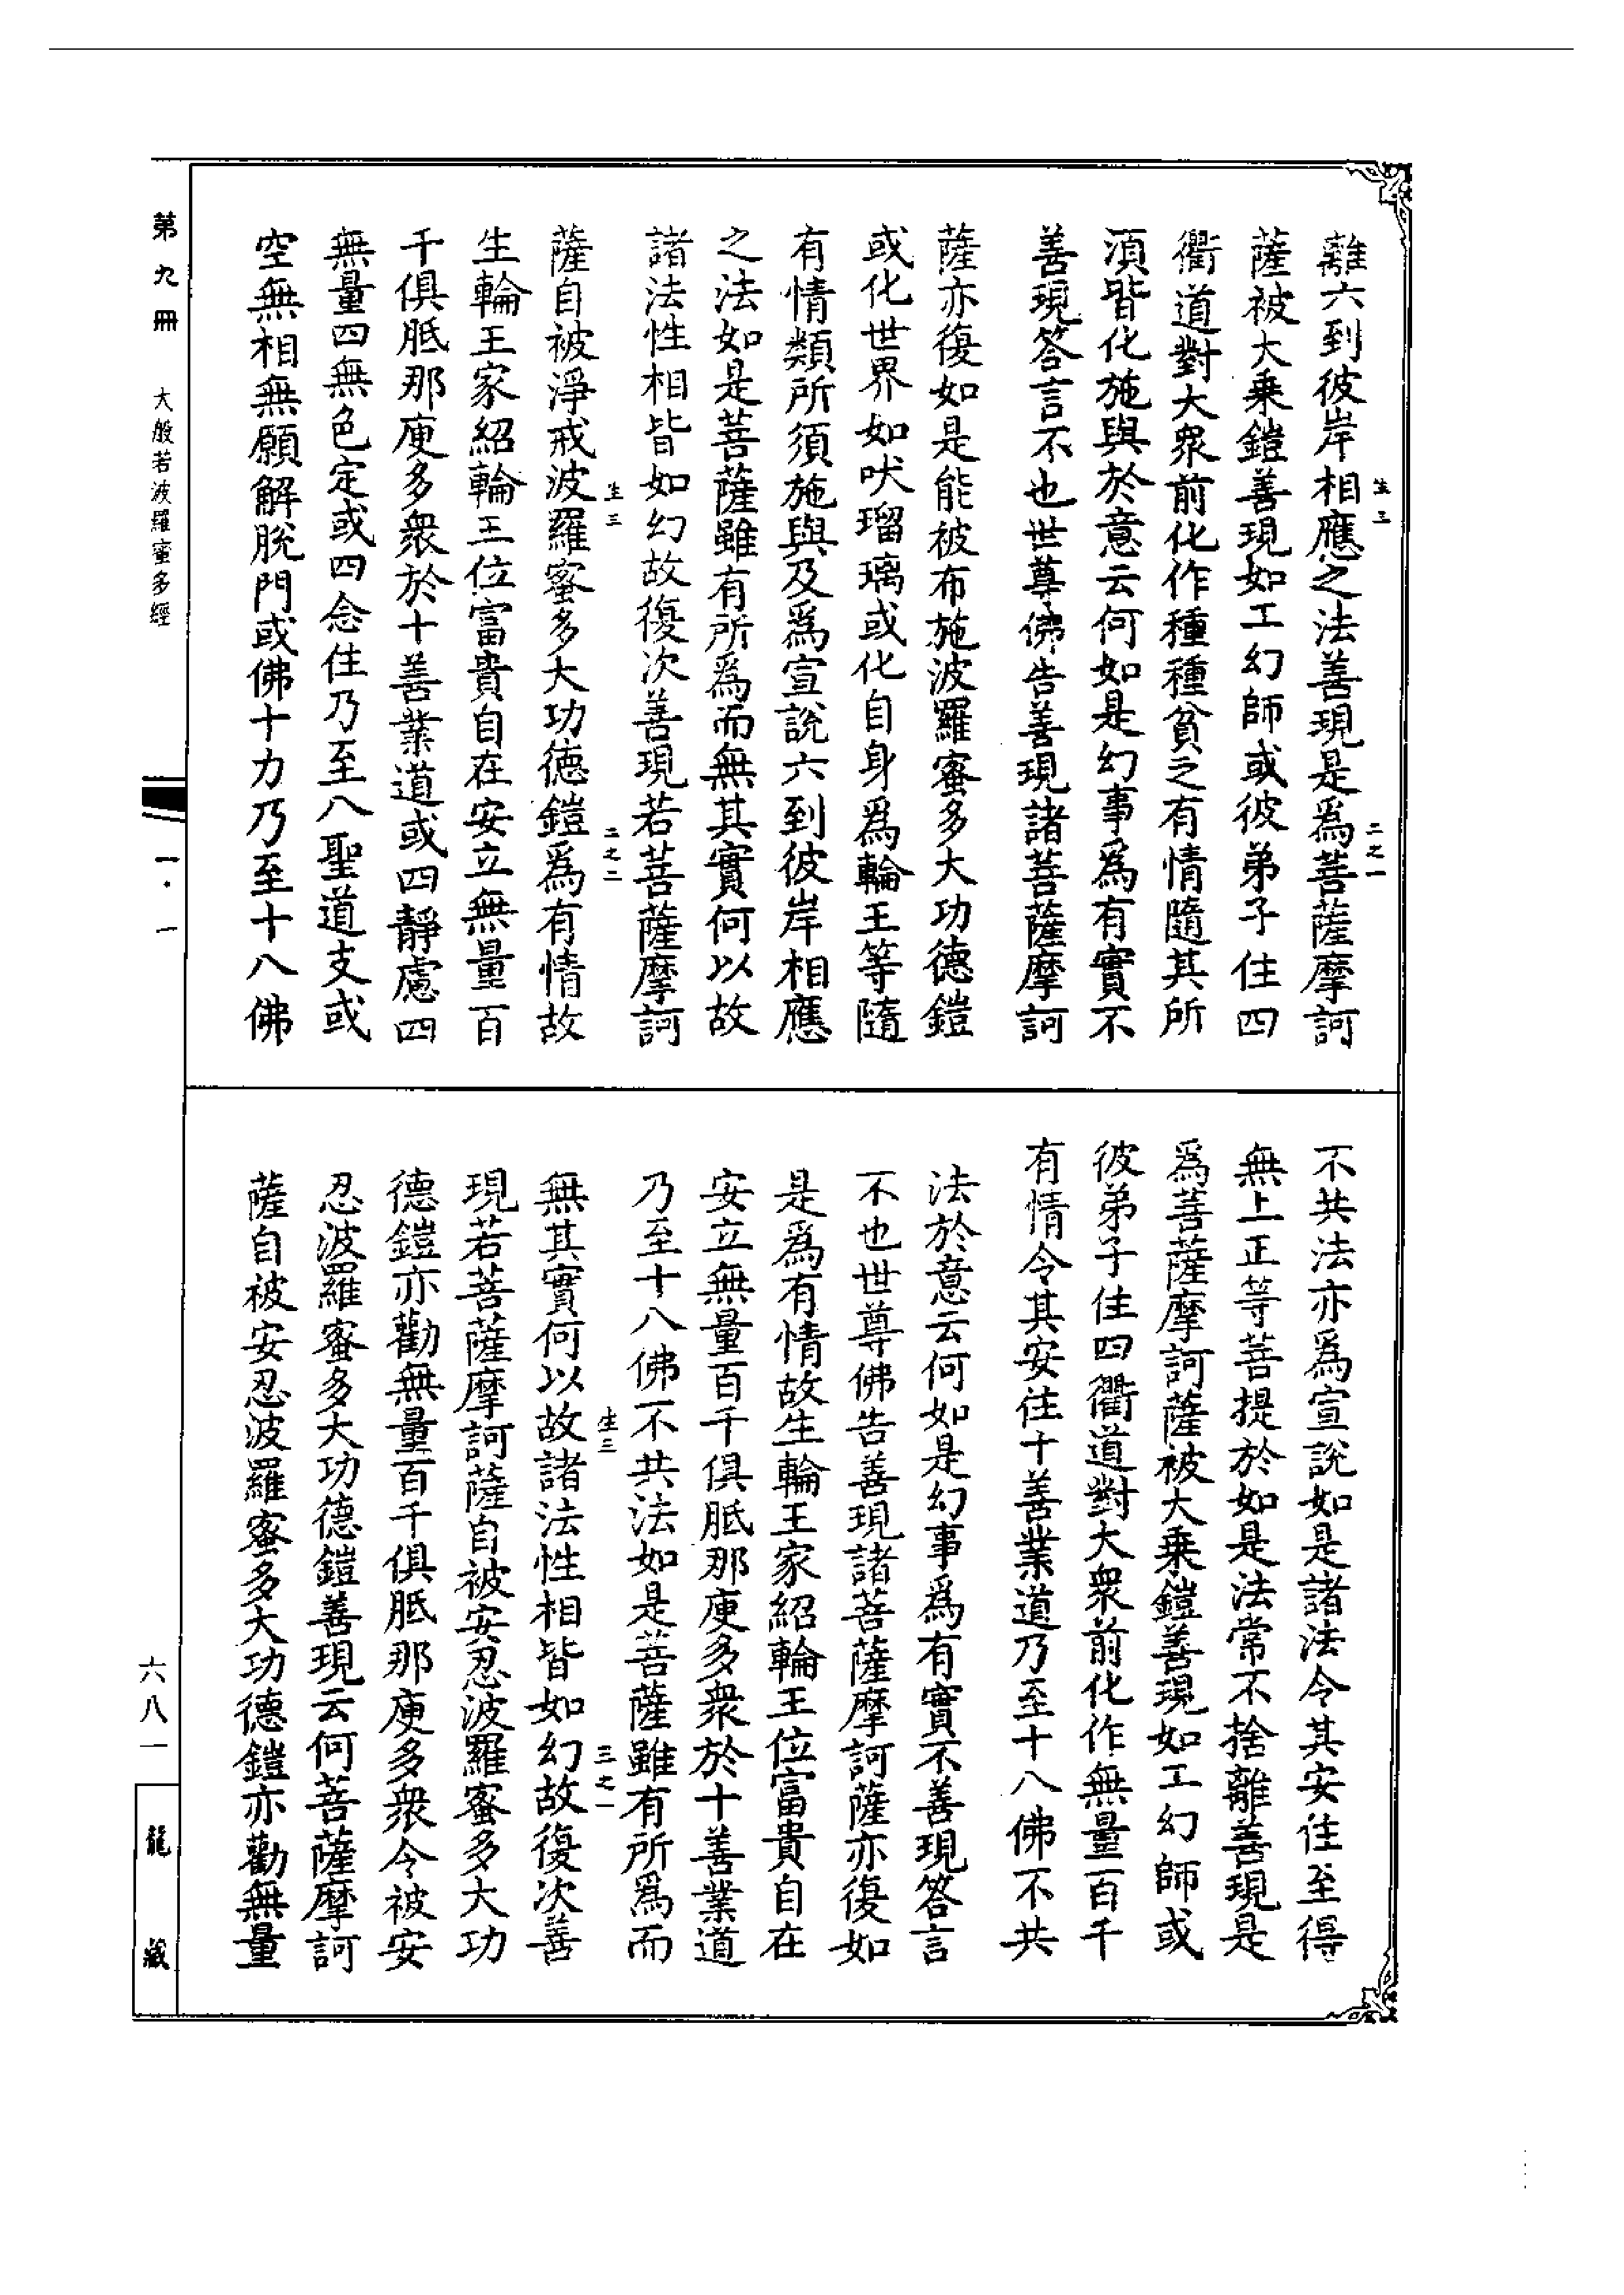 離六到彼岸相應之法善現是爲菩薩摩訶
薩被大乗鎧善現如工幻師或彼弟子住四
衢道對大衆前化作種種貧乏有情隨其所
須皆化施與於意云何如是幻事爲有實不
善現答言不也世尊佛告善現諸菩薩摩訶
薩亦復如是能被布施波羅蜜多大功德鎧
或化世界如吠瑠璃或化自身爲輪王等隨
有情類所須施與及爲宣說六到彼岸相應
之法如是菩薩雖有所爲而無其實何以故
諸法性相皆如幻故復次善現若菩薩摩訶
薩自被淨戒波羅蜜多大功德鎧爲有情故
生輪王家紹輪王位富貴自在安立無量百
千俱胝那庾多衆於十善業道或四靜慮四
無量四無色定或四念住乃至八聖道支或
空無相無願解脫門或佛十力乃至十八佛
生三
二之一
生三
二之二
不共法亦爲宣說如是諸法令其安住至得
無上正等菩提於如是法常不捨離善現是
爲菩薩摩訶薩被大乗鎧善現如工幻師或
彼弟子住四衢道對大衆前化作無量百千
有情令其安住十善業道乃至十八佛不共
法於意云何如是幻事爲有實不善現答言
不也世尊佛告善現諸菩薩摩訶薩亦復如
是爲有情故生輪王家紹輪王位富貴自在
安立無量百千俱胝那庾多衆於十善業道
乃至十八佛不共法如是菩薩雖有所爲而
無其實何以故諸法性相皆如幻故復次善
現若菩薩摩訶薩自被安忍波羅蜜多大功
德鎧亦勸無量百千俱胝那庾多衆令被安
忍波羅蜜多大功德鎧善現云何菩薩摩訶
薩自被安忍波羅蜜多大功德鎧亦勸無量
生三
三之一
第九冊 大般若波羅蜜多經
一·一
六八一
龍藏